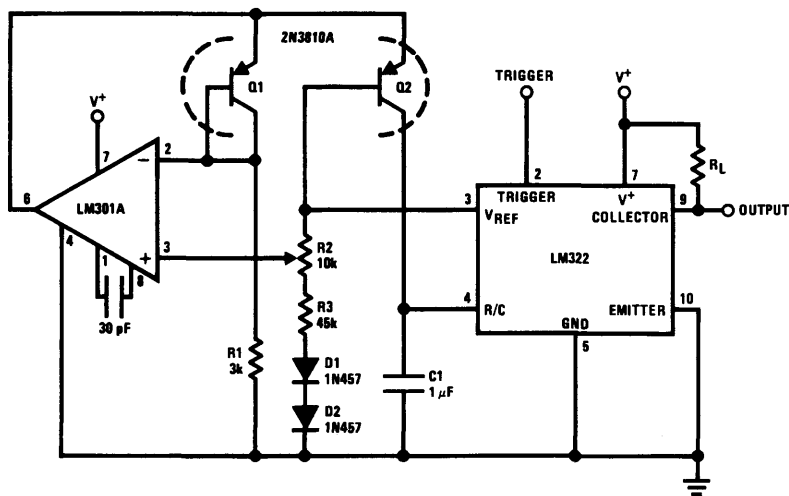 2N3810A
Q1
Q2
TRIGGER
V+
V+
2
7
LM301A
6
4
1
8
30 pF
−
+
3
R2
10k
R3
45k
R1
3k
D1
1N457
D2
1N457
C1
1 μF
2
7
TRIGGER
V+
3
VREF
COLLECTOR
9
RL
OUTPUT
LM322
4
R/C
EMITTER
10
GND
5